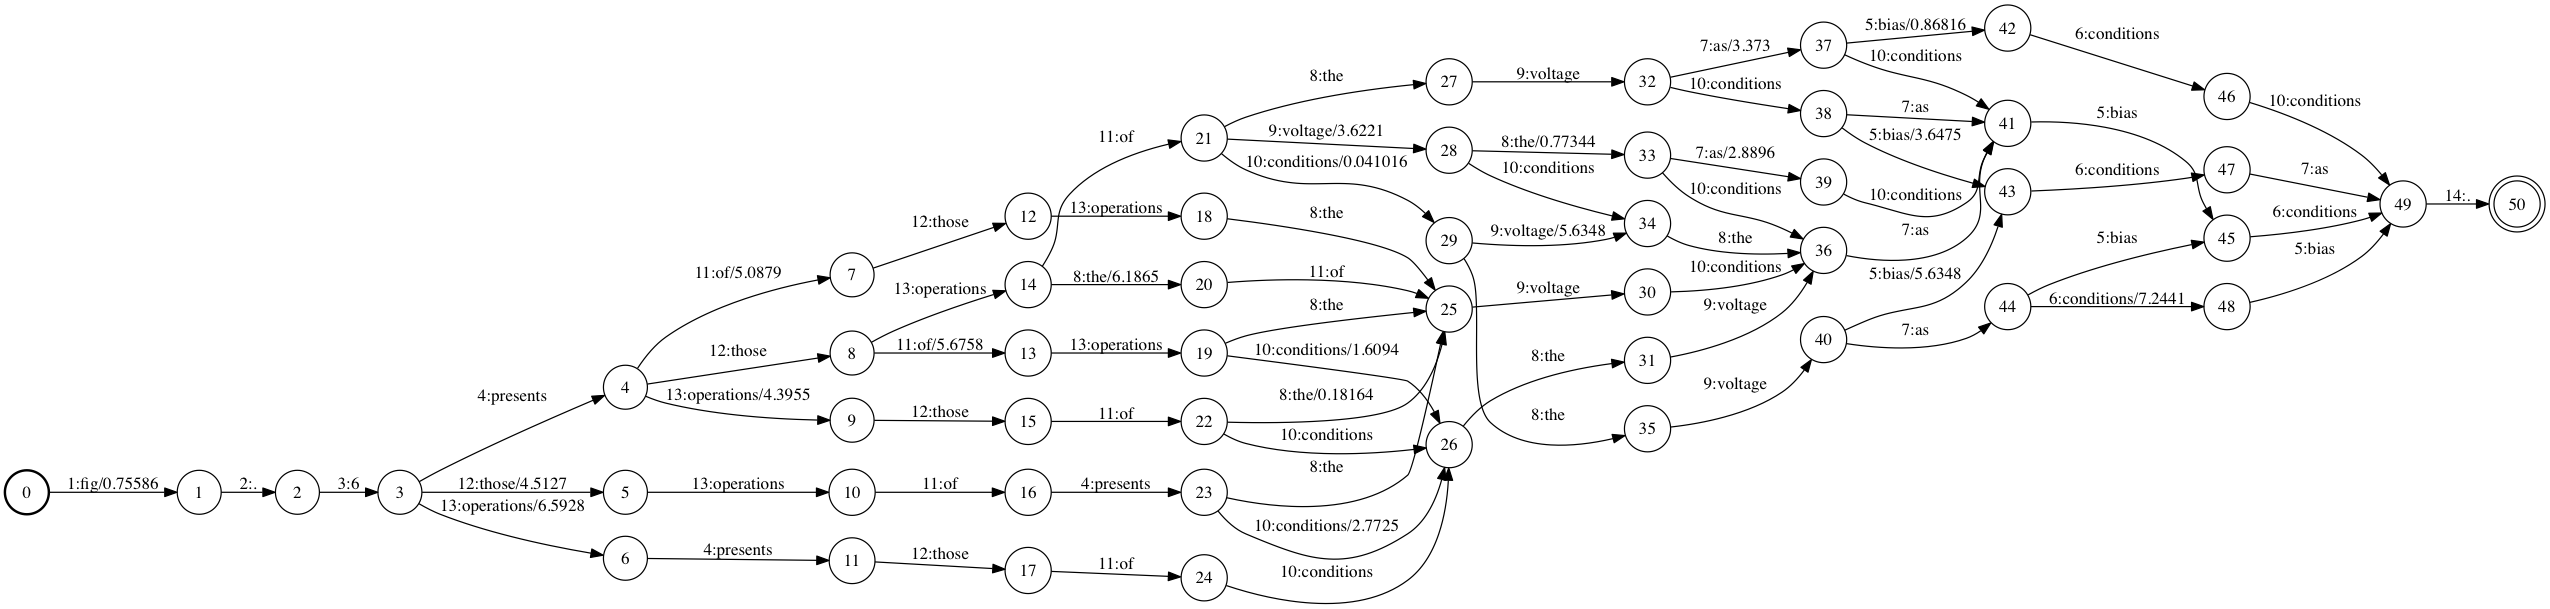 0
1:fig/0.75586
1
2:.
2
3:6
3
4:presents
12:those/4.5127
13:operations/6.5928
4
5
6
11:of/5.0879
12:those
13:operations/4.3955
13:operations
4:presents
7
8
9
10
11
12:those
13:operations
11:of/5.6758
12:those
11:of
12:those
12
14
13
15
16
17
11:of
13:operations
8:the/6.1865
13:operations
11:of
4:presents
11:of
21
18
20
19
22
23
24
8:the
9:voltage/3.6221
10:conditions/0.041016
8:the
11:of
8:the
10:conditions/1.6094
8:the/0.18164
10:conditions
8:the
10:conditions/2.7725
10:conditions
27
28
29
25
26
9:voltage
8:the/0.77344
10:conditions
9:voltage/5.6348
9:voltage
8:the
8:the
32
33
34
30
31
35
7:as/3.373
10:conditions
7:as/2.8896
10:conditions
8:the
10:conditions
9:voltage
9:voltage
37
38
39
36
40
5:bias/0.86816
10:conditions
7:as
5:bias/3.6475
10:conditions
7:as
5:bias/5.6348
7:as
42
41
43
44
6:conditions
5:bias
6:conditions
5:bias
6:conditions/7.2441
46
47
45
48
10:conditions
7:as
6:conditions
5:bias
49
14:.
50